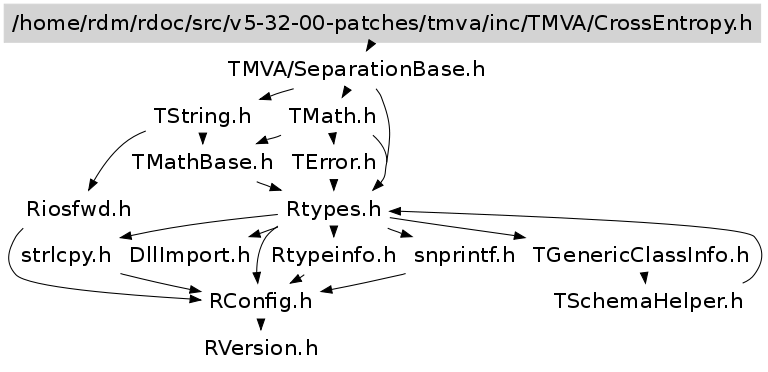 /home/rdm/rdoc/src/v5-32-00-patches/tmva/inc/TMVA/CrossEntropy.h
TMVA/SeparationBase.h
TString.h TMath.h
TMathBase.h TError.h
Riosfwd.h Rtypes.h
strlcpy.h DllImport.h Rtypeinfo.h snprintf.h TGenericClassInfo.h
RConfig.h TSchemaHelper.h
RVersion.h